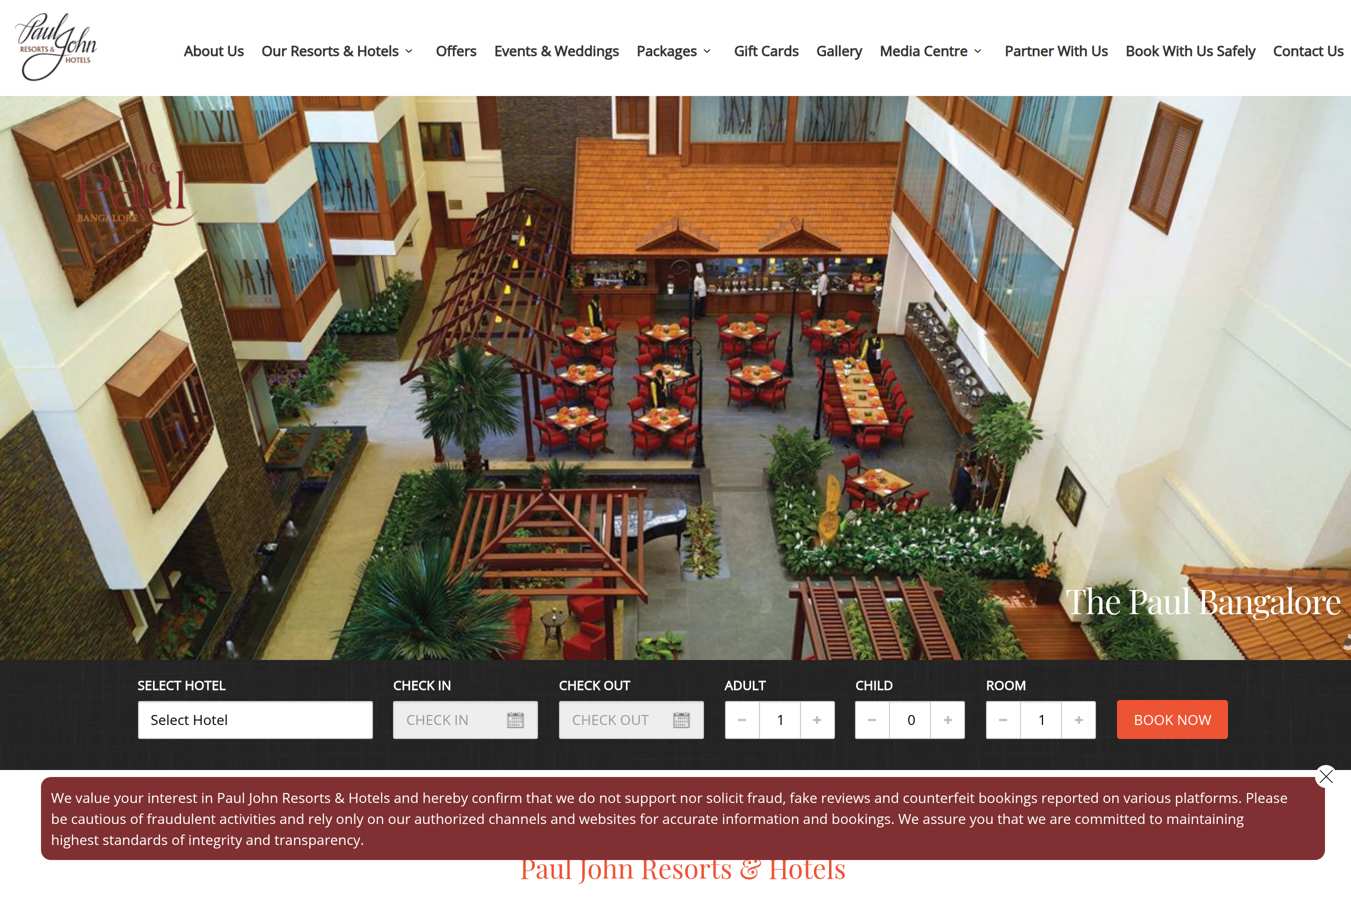 Paul John
RESORTS &
HOTELS
About Us Our Resorts & Hotels Offers Events & Weddings Packages Gift Cards Gallery Media Centre Partner With Us Book With Us Safely Contact Us
The
Paul
BANGALORE
The Paul Bangalore
SELECT HOTEL CHECK IN CHECK OUT ADULT CHILD ROOM
Select Hotel CHECK IN CHECK OUT − 1 + − 0 + − 1 + BOOK NOW
We value your interest in Paul John Resorts & Hotels and hereby confirm that we do not support nor solicit fraud, fake reviews and counterfeit bookings reported on various platforms. Please
be cautious of fraudulent activities and rely only on our authorized channels and websites for accurate information and bookings. We assure you that we are committed to maintaining
highest standards of integrity and transparency.
Paul John Resorts & Hotels